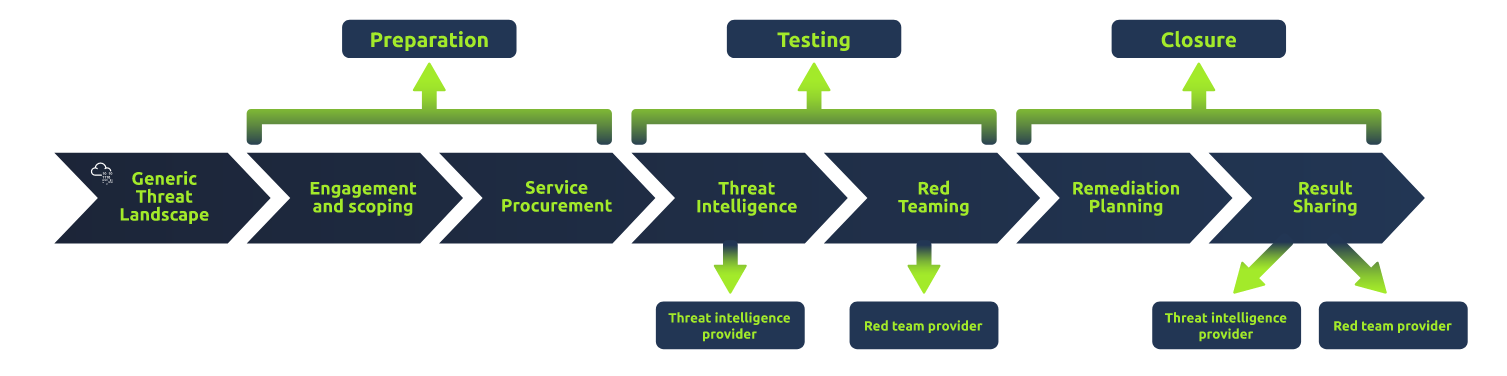 Preparation
Testing
Closure
Generic
Threat
Landscape
Engagement
and scoping
Service
Procurement
Threat
Intelligence
Red
Teaming
Remediation
Planning
Result
Sharing
Threat intelligence
provider
Red team provider
Threat intelligence
provider
Red team provider